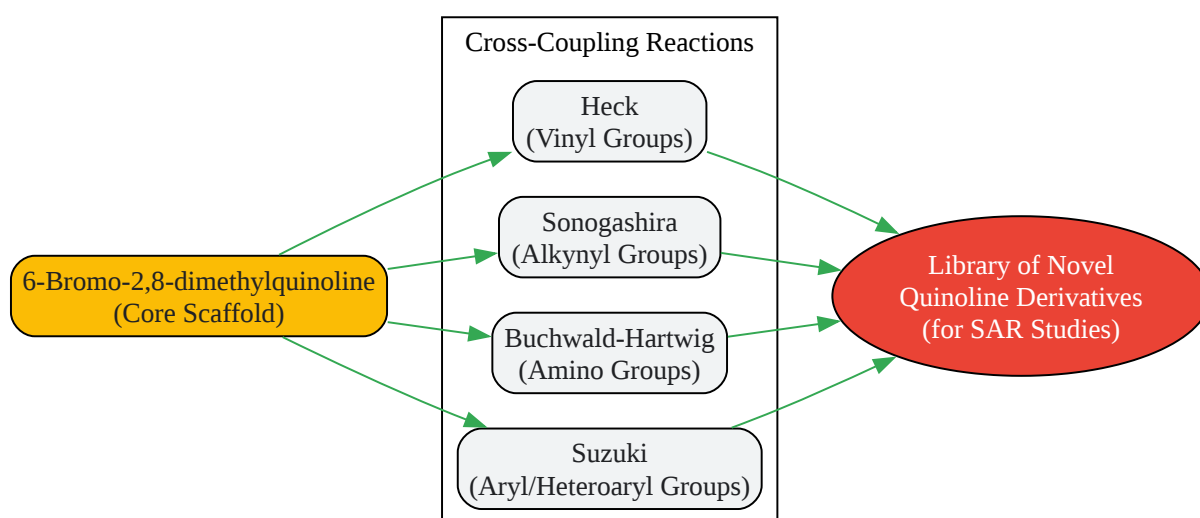 Cross-Coupling Reactions
Heck
(Vinyl Groups)
Sonogashira
(Alkynyl Groups)
6-Bromo-2,8-dimethylquinoline
(Core Scaffold)
Buchwald-Hartwig
(Amino Groups)
Suzuki
(Aryl/Heteroaryl Groups)
Library of Novel
Quinoline Derivatives
(for SAR Studies)